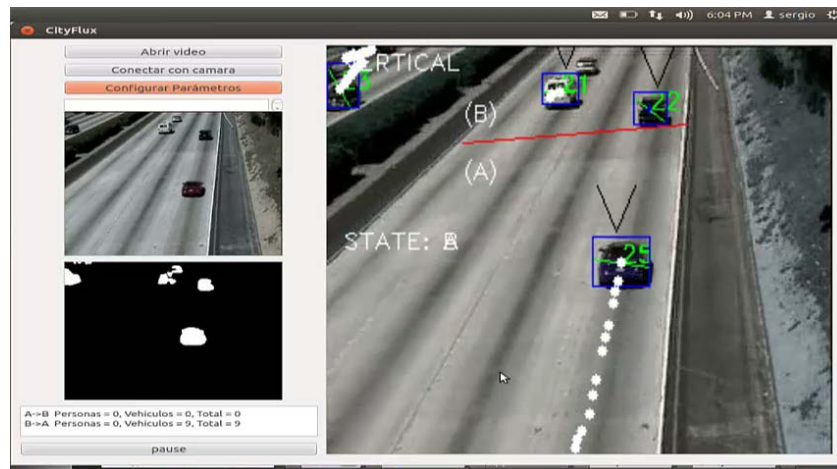 6:04 PM sergio
CityFlux
Abrir video
Conectar con camara
Configurar Parámetros
VERTICAL
21
22
(B)
(A)
STATE:
25
A->B Personas = 0, Vehiculos = 0, Total = 0
B->A Personas = 0, Vehiculos = 9, Total = 9
pause